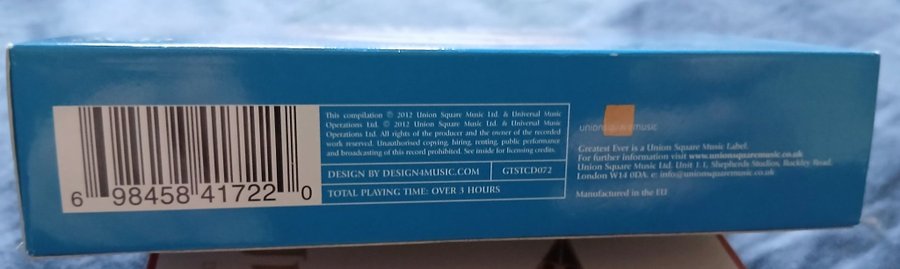 This compilation ℗ 2012 Union Square Music Ltd. & Universal Music
Operations Ltd. © 2012 Union Square Music Ltd. & Universal Music
Operations Ltd. All rights of the producer and the owner of the recorded
work reserved. Unauthorised copying, hiring, renting, public performance
and broadcasting of this record prohibited. See inside for licensing credits.
DESIGN BY DESIGN4MUSIC.COM
GTSTCD072
TOTAL PLAYING TIME: OVER 3 HOURS
6 98458 41722 0
unionsquaremusic
Greatest Ever is a Union Square Music Label.
For further information visit www.unionsquaremusic.co.uk
Union Square Music Ltd. Unit 1.1, Shepherds Studios, Rockley Road.
London W14 0DA. e: info@unionsquaremusic.co.uk
Manufactured in the EU